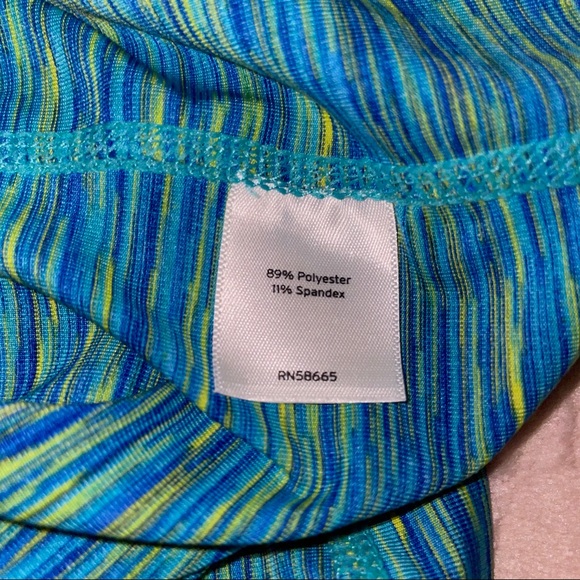 89% Polyester
11% Spandex
RN58665